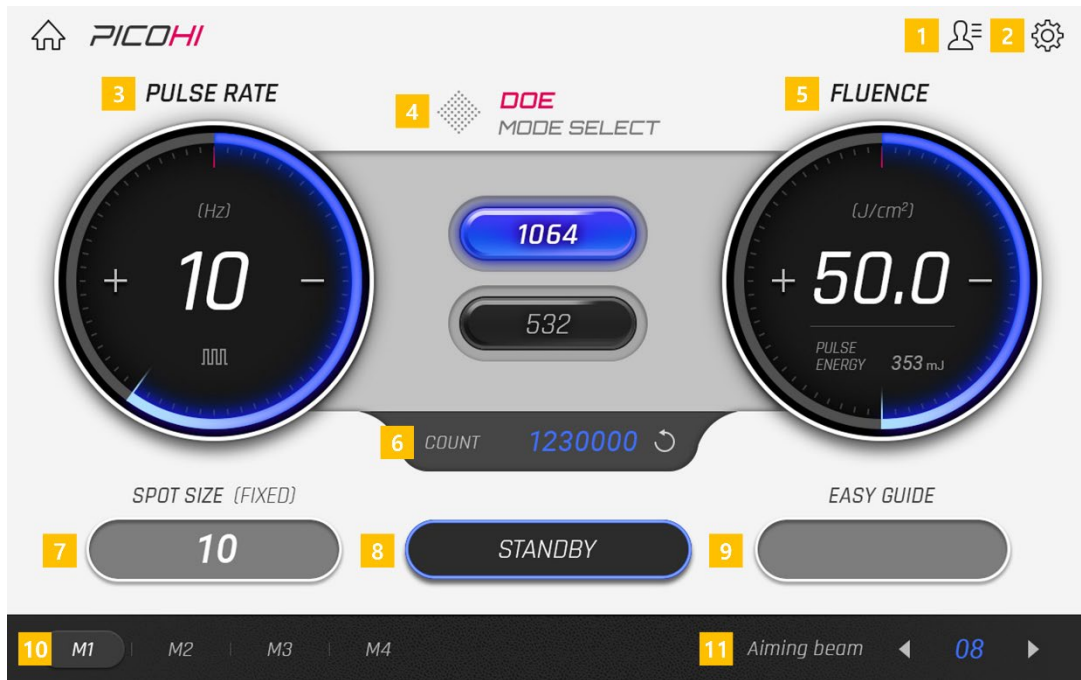 PICOHI
1
2
3 PULSE RATE
4 DOE
MODE SELECT
5 FLUENCE
(Hz)
+ 10 −
1064
532
(J/cm²)
+ 50.0 −
PULSE
ENERGY 353 mJ
6 COUNT 1230000
SPOT SIZE (FIXED)
7 10
8 STANDBY
EASY GUIDE
9
10 M1 M2 M3 M4
11 Aiming beam 08